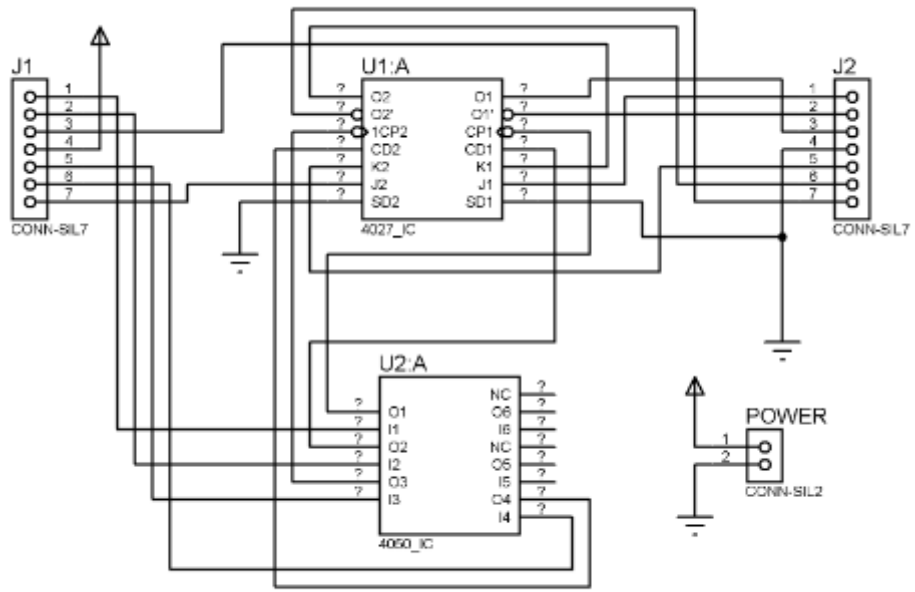 J1
1
2
3
4
5
6
7
CONN-SIL7
U1:A
? O2 O1 ?
? O2' O1' ?
? 1CP2 CP1 ?
? CD2 CD1 ?
? K2 K1 ?
? J2 J1 ?
? SD2 SD1 ?
4027_IC
J2
1
2
3
4
5
6
7
CONN-SIL7
U2:A
NC ?
? O1 O6 ?
? I1 I6 ?
? O2 NC ?
? I2 O5 ?
? O3 I5 ?
? I3 O4 ?
I4 ?
4050_IC
POWER
1
2
CONN-SIL2